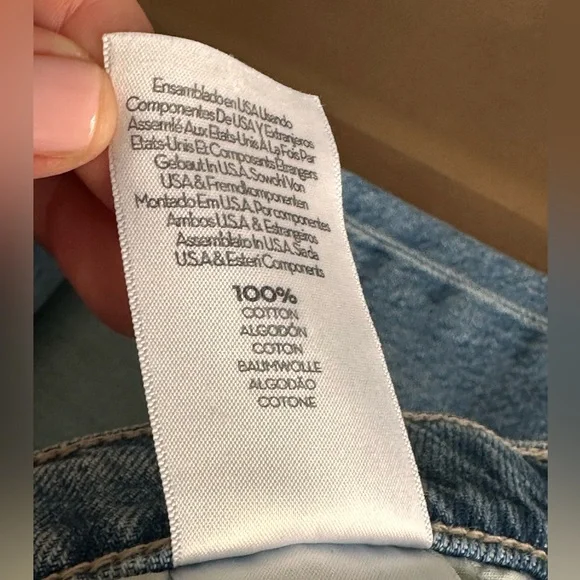 Ensamblado en USA Usando
Componentes De USA Y Extranjeros
Assemblé Aux Etats-Unis À La Fois Par
Etats-Unis Et Composants Etrangers
Gebaut In U.S.A. Sowohl Von
USA & Fremdkomponenten
Montado Em U.S.A. Por componentes
Ambos U.S.A & Estrangeiros
Assemblato In U.S.A. Sia da
U.S.A & Esteri Components
100%
COTTON
ALGODÓN
COTON
BAUMWOLLE
ALGODÃO
COTONE